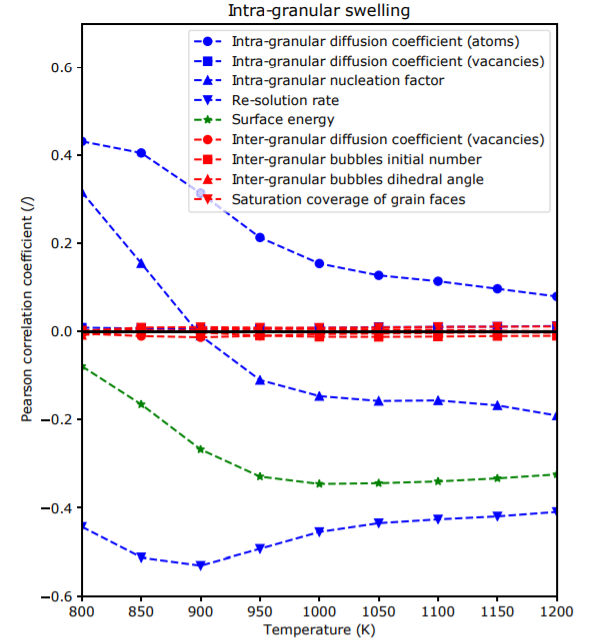 Intra-granular swelling
Intra-granular diffusion coefficient (atoms)
Intra-granular diffusion coefficient (vacancies)
Intra-granular nucleation factor
Re-solution rate
Surface energy
Inter-granular diffusion coefficient (vacancies)
Inter-granular bubbles initial number
Inter-granular bubbles dihedral angle
Saturation coverage of grain faces
Pearson correlation coefficient (/)
0.6
0.4
0.2
0.0
−0.2
−0.4
−0.6
800 850 900 950 1000 1050 1100 1150 1200
Temperature (K)